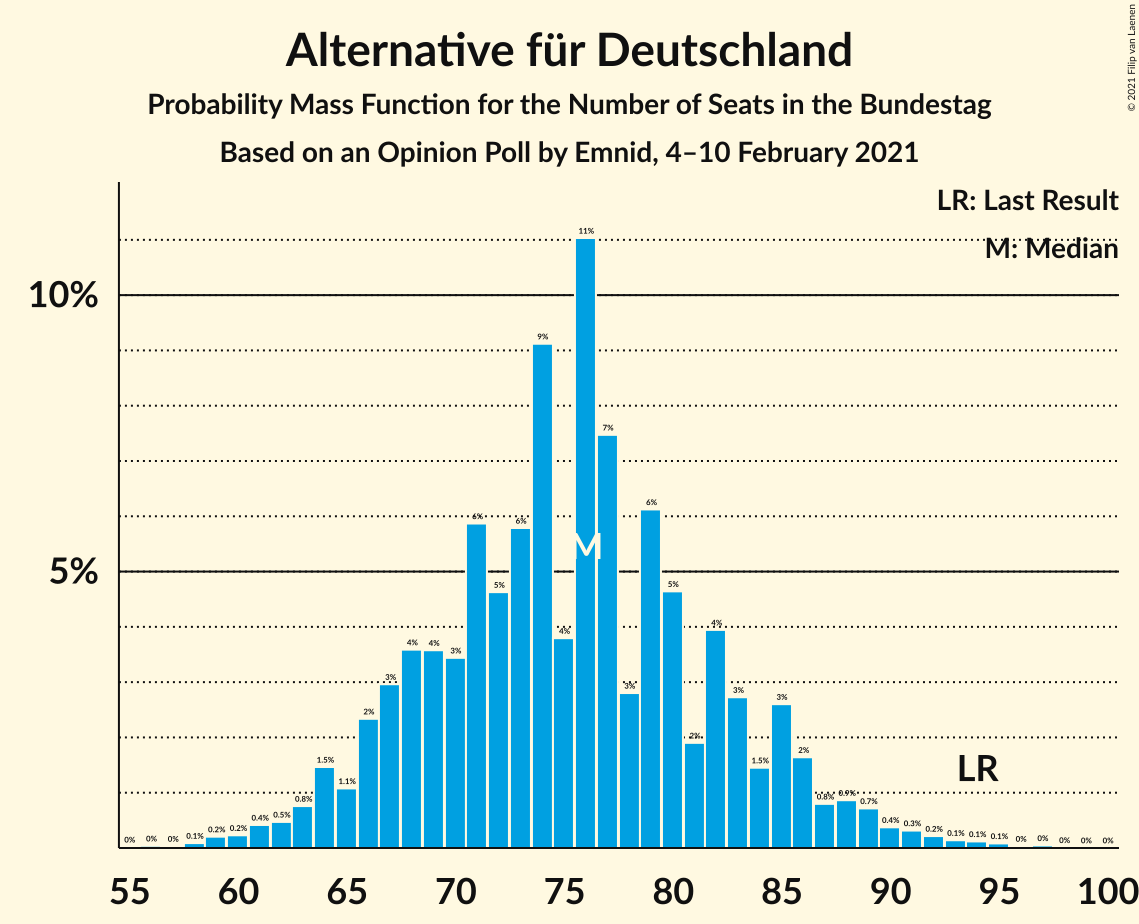 Alternative für Deutschland
Probability Mass Function for the Number of Seats in the Bundestag
Based on an Opinion Poll by Emnid, 4–10 February 2021
© 2021 Filip van Laenen
LR: Last Result
M: Median
10%
5%
0% 0% 0% 0.1% 0.2% 0.2% 0.4% 0.5% 0.8% 1.5% 1.1% 2% 3% 4% 4% 3% 6% 5% 6% 9% 4% 11% 7% 3% 6% 5% 2% 4% 3% 1.5% 3% 2% 0.8% 0.9% 0.7% 0.4% 0.3% 0.2% 0.1% 0.1% 0.1% 0% 0% 0% 0% 0%
M
LR
55 60 65 70 75 80 85 90 95 100